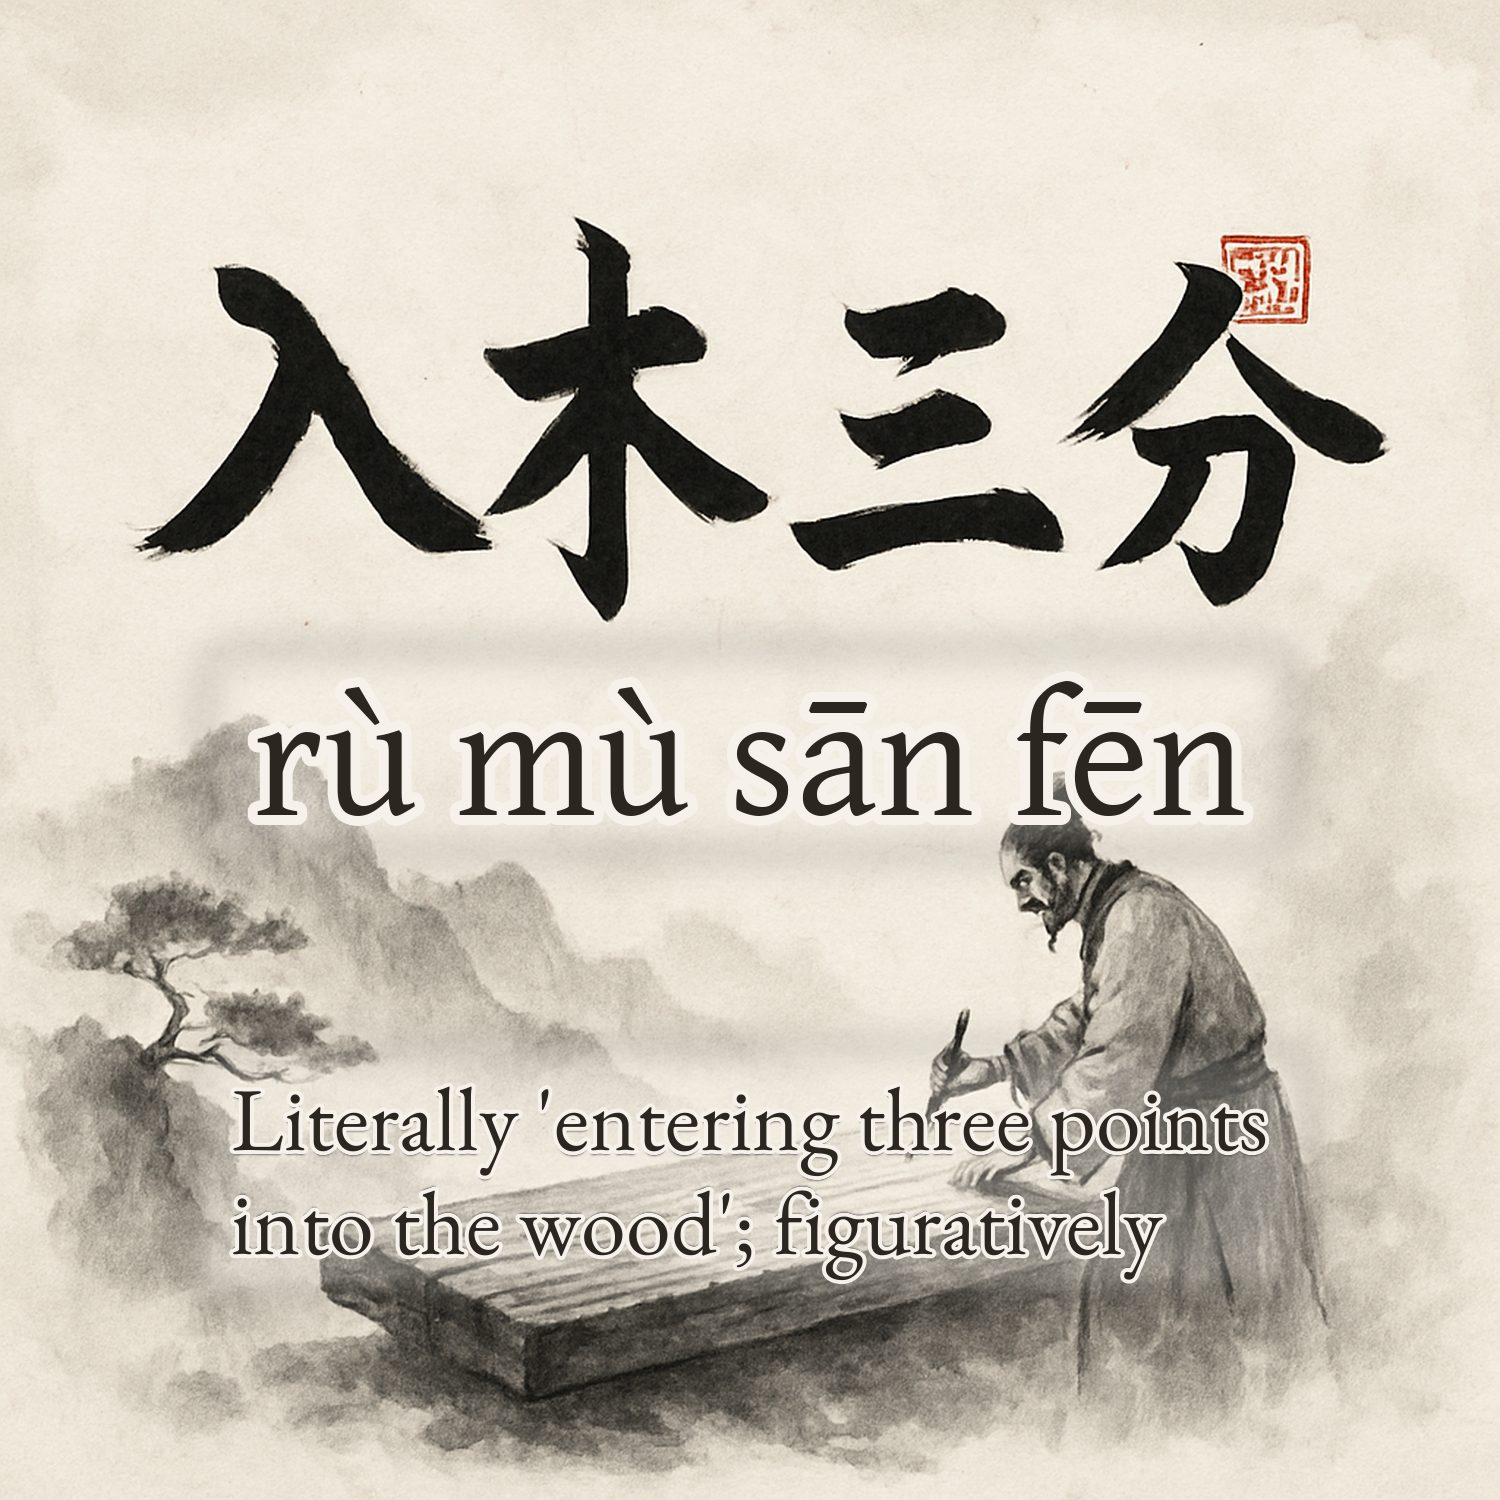 入木三分
rù mù sān fēn
Literally 'entering three points
into the wood'; figuratively